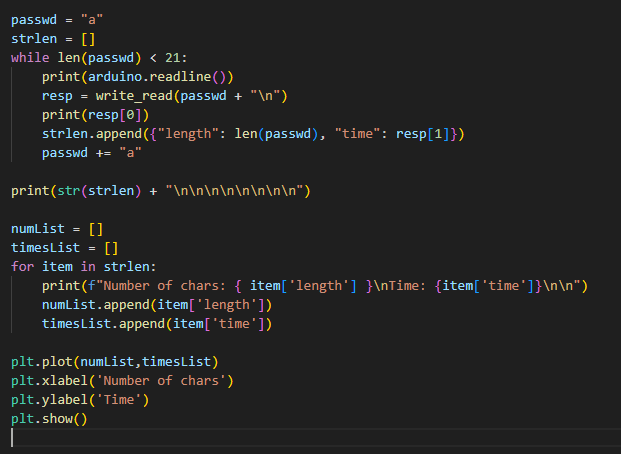 passwd = "a"
strlen = []
while len(passwd) < 21:
    print(arduino.readline())
    resp = write_read(passwd + "\n")
    print(resp[0])
    strlen.append({"length": len(passwd), "time": resp[1]})
    passwd += "a"

print(str(strlen) + "\n\n\n\n\n\n\n\n")

numList = []
timesList = []
for item in strlen:
    print(f"Number of chars: { item['length'] }\nTime: {item['time']}\n\n")
    numList.append(item['length'])
    timesList.append(item['time'])

plt.plot(numList,timesList)
plt.xlabel('Number of chars')
plt.ylabel('Time')
plt.show()